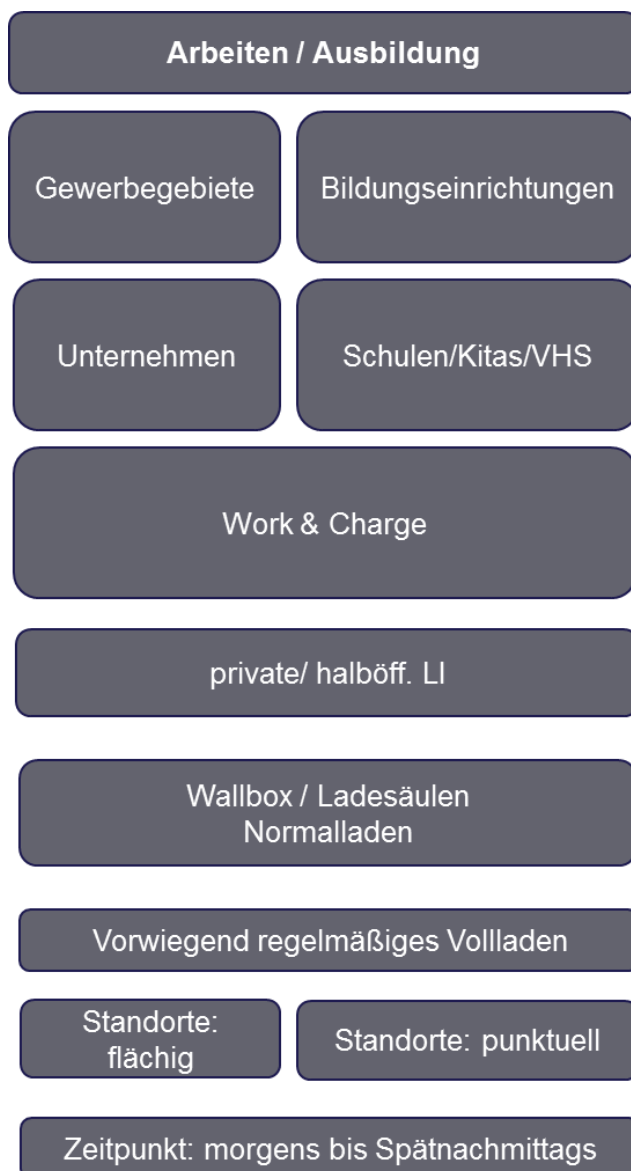 Arbeiten / Ausbildung
Gewerbegebiete
Bildungseinrichtungen
Unternehmen
Schulen/Kitas/VHS
Work & Charge
private/ halböff. LI
Wallbox / Ladesäulen
Normalladen
Vorwiegend regelmäßiges Vollladen
Standorte:
flächig
Standorte: punktuell
Zeitpunkt: morgens bis Spätnachmittags